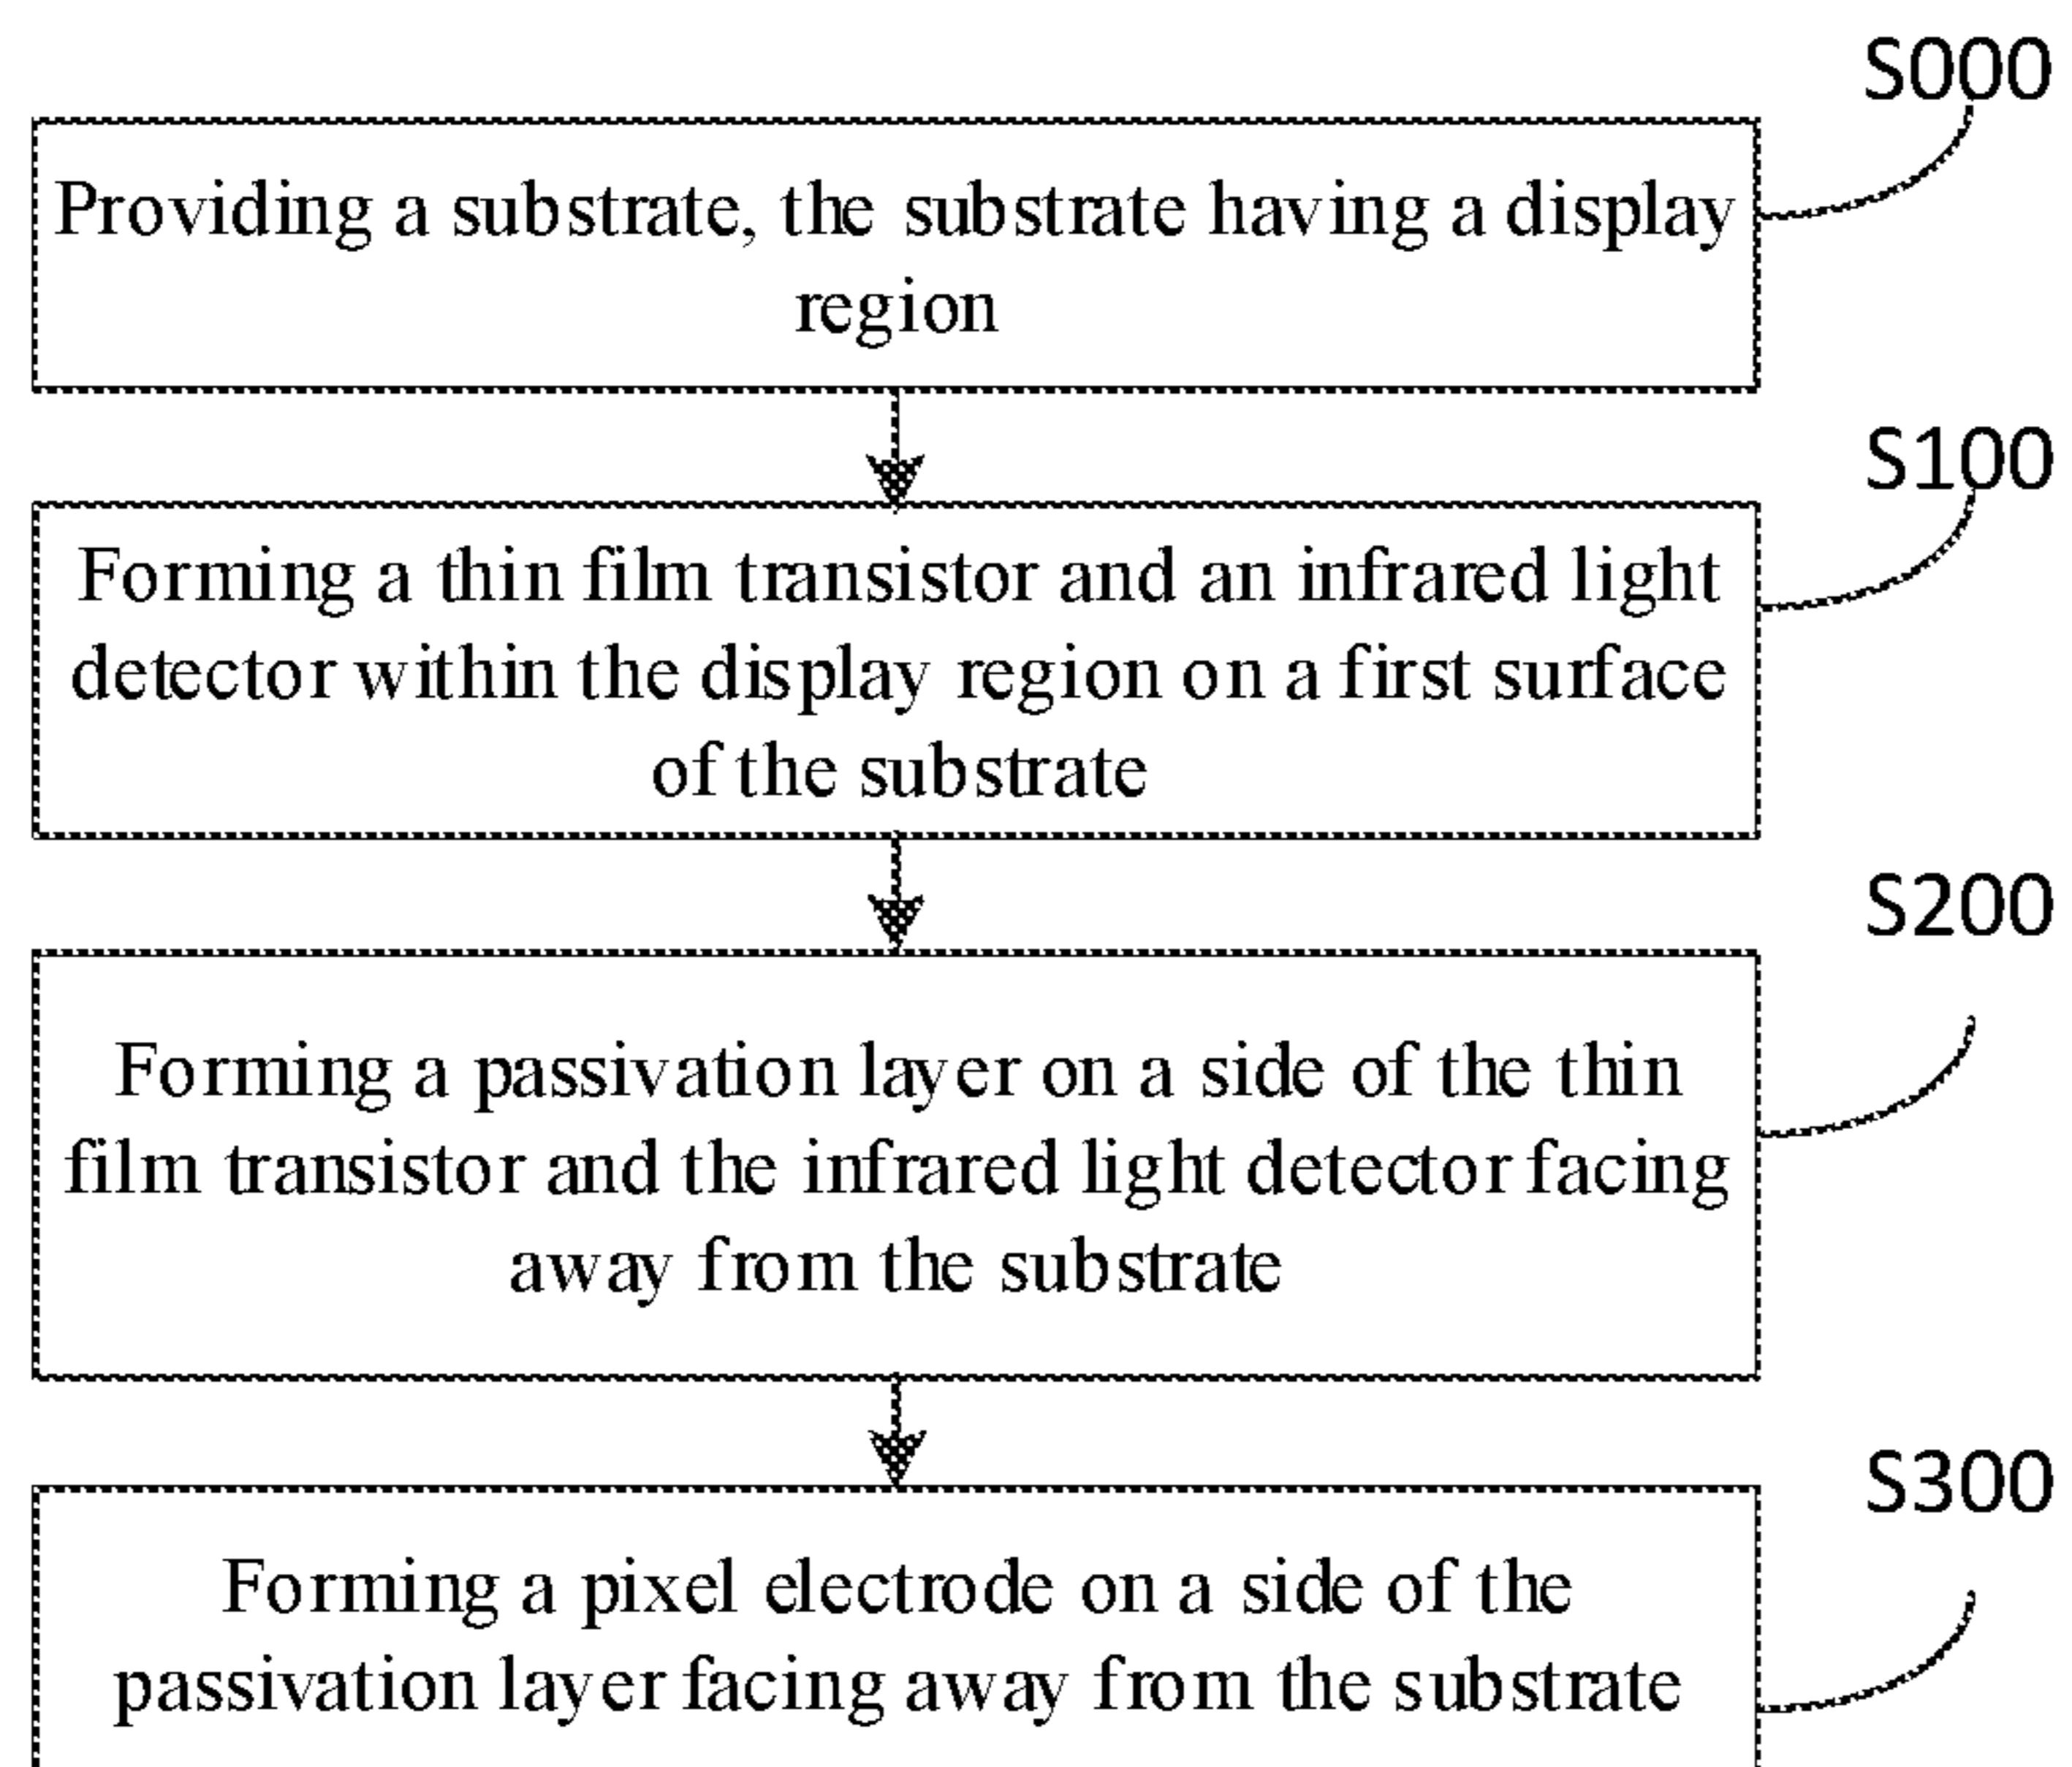 S000
Providing a substrate, the substrate having a display
region
S100
Forming a thin film transistor and an infrared light
detector within the display region on a first surface
of the substrate
S200
Forming a passivation layer on a side of the thin
film transistor and the infrared light detector facing
away from the substrate
S300
Forming a pixel electrode on a side of the
passivation layer facing away from the substrate